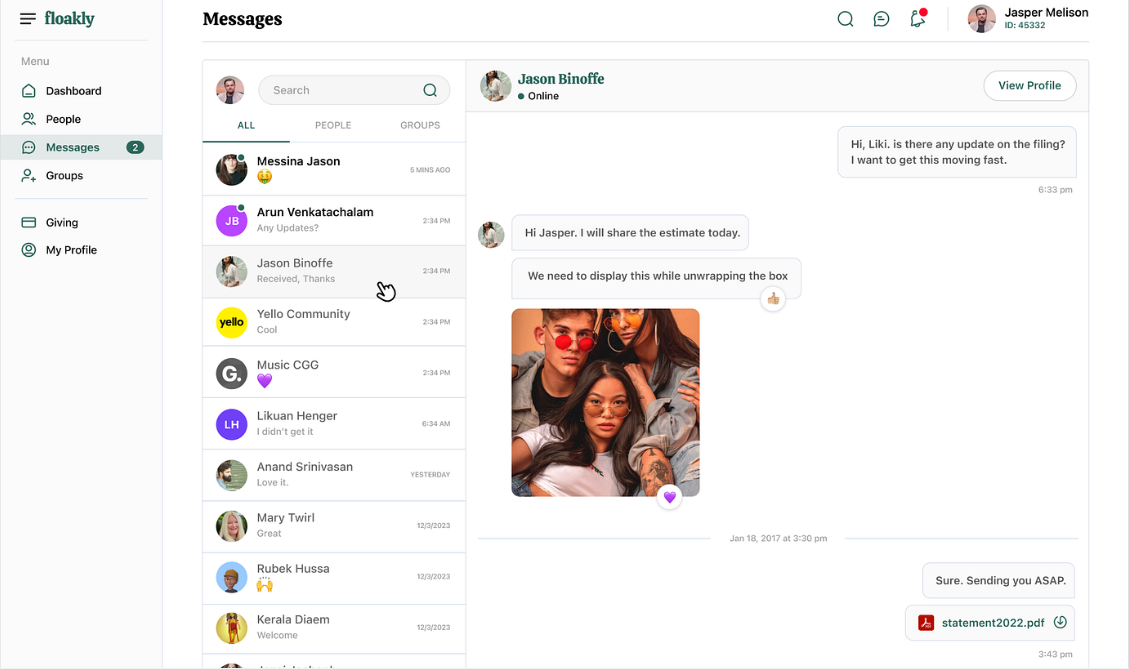 floakly
Messages
Jasper Melison
ID: 45332
Menu
Dashboard
People
Messages
2
Groups
Giving
My Profile
Search
ALL
PEOPLE
GROUPS
Messina Jason
5 MINS AGO
JB
Arun Venkatachalam
2:34 PM
Any Updates?
Jason Binoffe
2:34 PM
Received, Thanks
yello
Yello Community
2:34 PM
Cool
G.
Music CGG
2:34 PM
LH
Likuan Henger
6:34 AM
I didn't get it
Anand Srinivasan
YESTERDAY
Love it.
Mary Twirl
12/3/2023
Great
Rubek Hussa
12/3/2023
Kerala Diaem
12/3/2023
Welcome
Jason Binoffe
Online
View Profile
Hi, Liki. is there any update on the filing?
I want to get this moving fast.
6:33 pm
Hi Jasper. I will share the estimate today.
We need to display this while unwrapping the box
Jan 18, 2017 at 3:30 pm
Sure. Sending you ASAP.
statement2022.pdf
3:43 pm